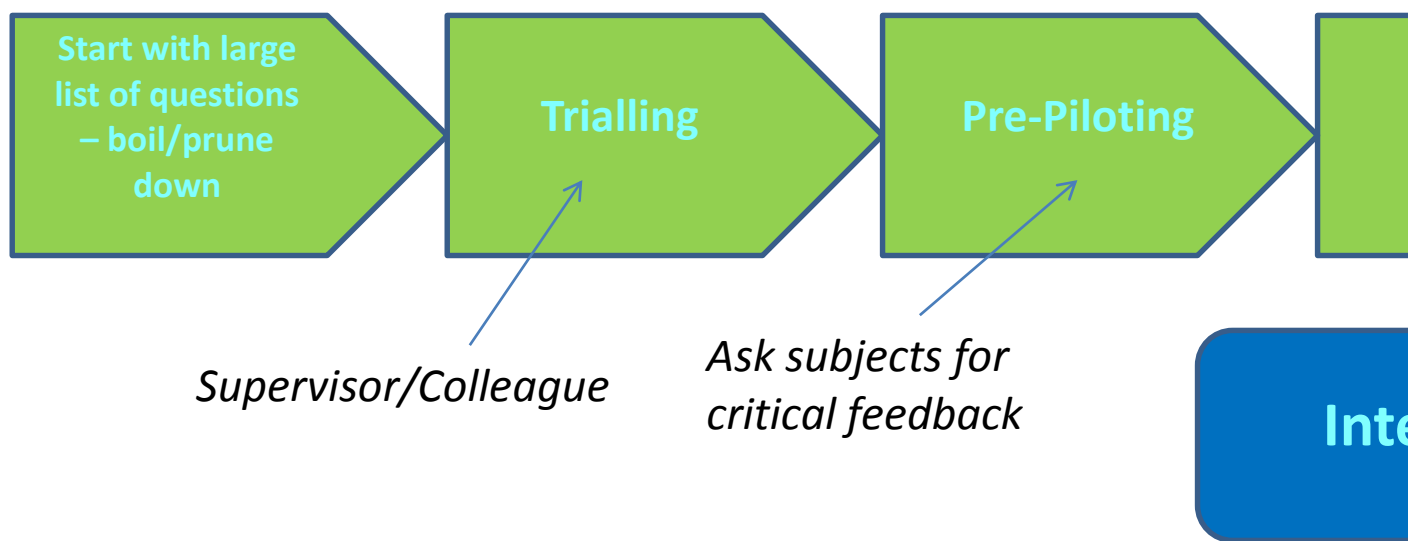 Start with large
list of questions
– boil/prune
down
Trialling
Pre-Piloting
Supervisor/Colleague
Ask subjects for
critical feedback